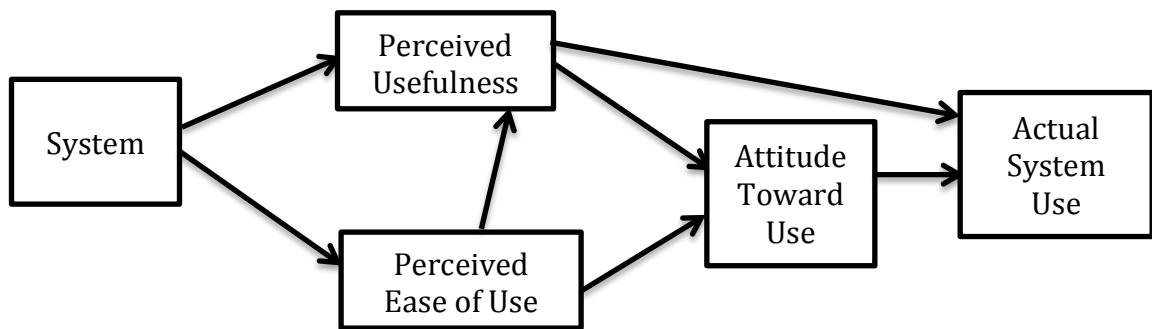 System
Perceived
Usefulness
Perceived
Ease of Use
Attitude
Toward
Use
Actual
System
Use